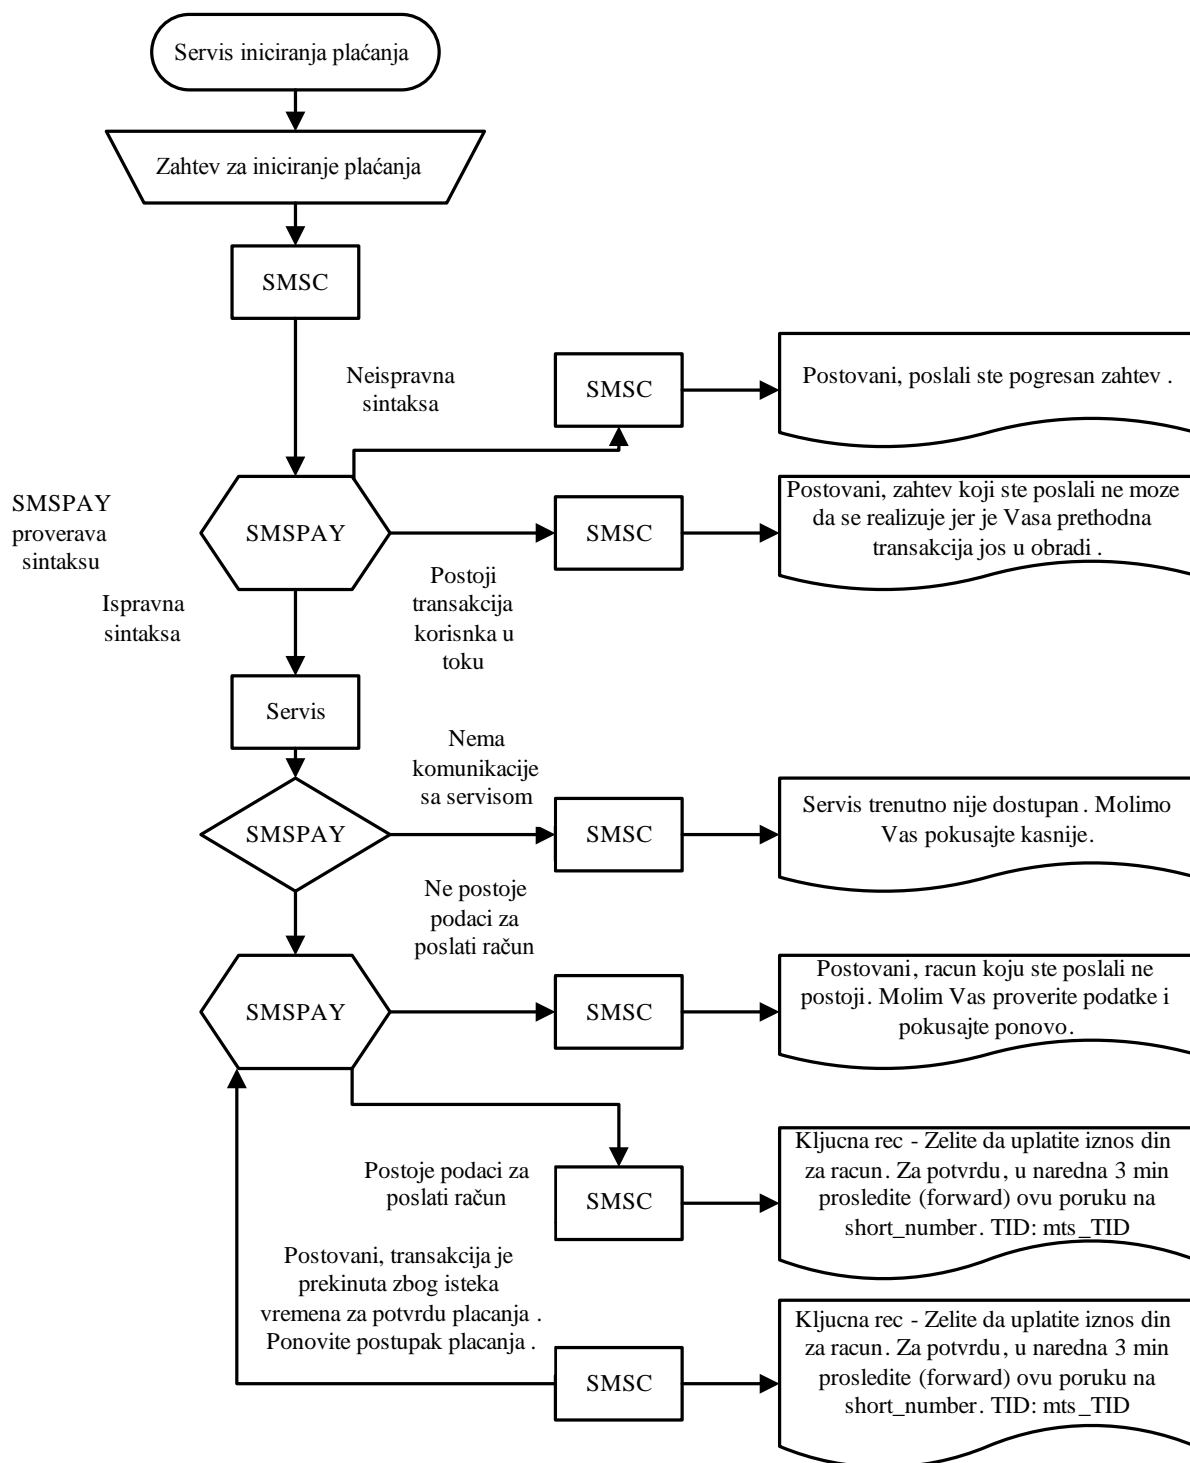 Servis iniciranja plaćanja
Zahtev za iniciranje plaćanja
SMSC
Neispravna
sintaksa
SMSC
Postovani, poslali ste pogresan zahtev .
SMSPAY
proverava
sintaksu
SMSPAY
SMSC
Postovani, zahtev koji ste poslali ne moze
da se realizuje jer je Vasa prethodna
transakcija jos u obradi .
Ispravna
sintaksa
Postoji
transakcija
korisnka u
toku
Servis
Nema
komunikacije
sa servisom
SMSPAY
SMSC
Servis trenutno nije dostupan . Molimo
Vas pokusajte kasnije.
Ne postoje
podaci za
poslati račun
SMSPAY
SMSC
Postovani, racun koju ste poslali ne
postoji. Molim Vas proverite podatke i
pokusajte ponovo.
Postoje podaci za
poslati račun
SMSC
Kljucna rec - Zelite da uplatite iznos din
za racun. Za potvrdu, u naredna 3 min
prosledite (forward) ovu poruku na
short_number. TID: mts_TID
Postovani, transakcija je
prekinuta zbog isteka
vremena za potvrdu placanja .
Ponovite postupak placanja .
SMSC
Kljucna rec - Zelite da uplatite iznos din
za racun. Za potvrdu, u naredna 3 min
prosledite (forward) ovu poruku na
short_number. TID: mts_TID